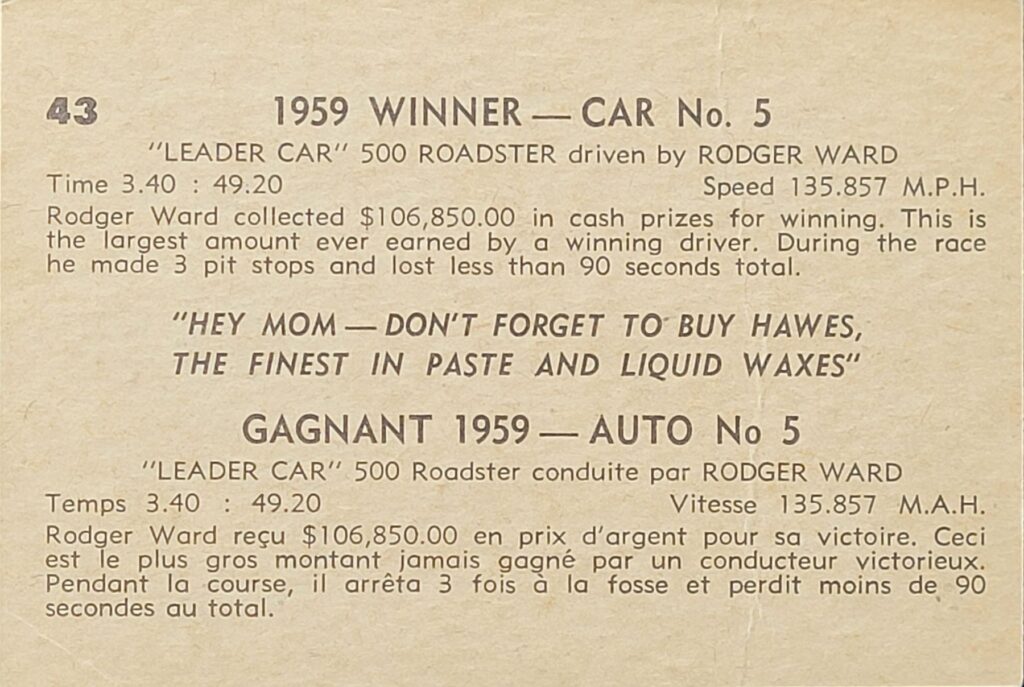 43 1959 WINNER — CAR No. 5
"LEADER CAR" 500 ROADSTER driven by RODGER WARD
Time 3.40 : 49.20 Speed 135.857 M.P.H.
Rodger Ward collected $106,850.00 in cash prizes for winning. This is
the largest amount ever earned by a winning driver. During the race
he made 3 pit stops and lost less than 90 seconds total.
"HEY MOM — DON'T FORGET TO BUY HAWES,
THE FINEST IN PASTE AND LIQUID WAXES"
GAGNANT 1959 — AUTO No 5
"LEADER CAR" 500 Roadster conduite par RODGER WARD
Temps 3.40 : 49.20 Vitesse 135.857 M.A.H.
Rodger Ward reçu $106,850.00 en prix d'argent pour sa victoire. Ceci
est le plus gros montant jamais gagné par un conducteur victorieux.
Pendant la course, il arrêta 3 fois à la fosse et perdit moins de 90
secondes au total.